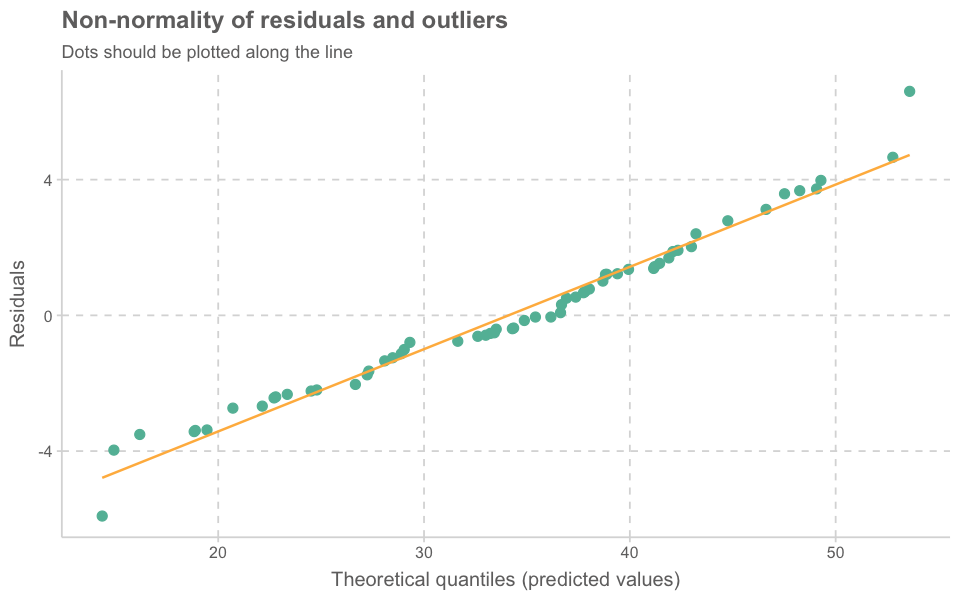 Non-normality of residuals and outliers
Dots should be plotted along the line
Residuals
4
0
-4
20
30
40
50
Theoretical quantiles (predicted values)